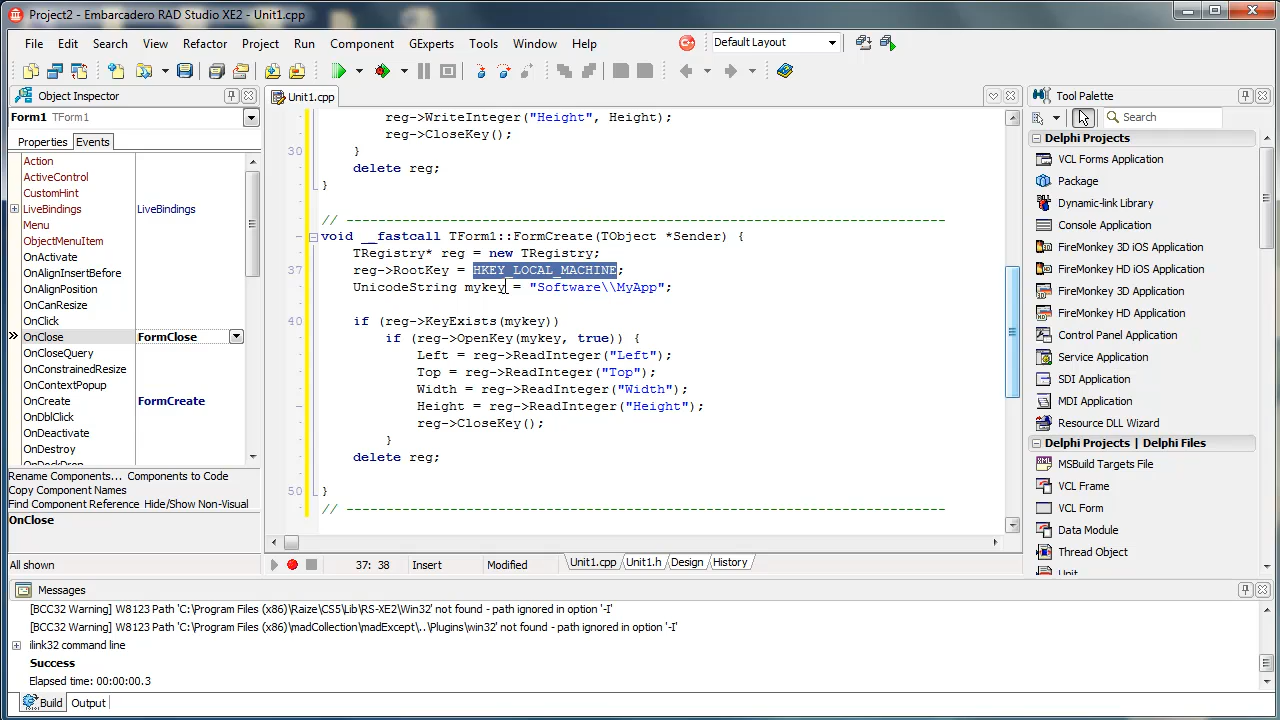 Project2 - Embarcadero RAD Studio XE2 - Unit1.cpp
File Edit Search View Refactor Project Run Component GExperts Tools Window Help Default Layout
Object Inspector
Form1 TForm1
Properties Events
Action
ActiveControl
CustomHint
LiveBindings LiveBindings
Menu
ObjectMenuItem
OnActivate
OnAlignInsertBefore
OnAlignPosition
OnCanResize
OnClick
OnClose FormClose
OnCloseQuery
OnConstrainedResize
OnContextPopup
OnCreate FormCreate
OnDblClick
OnDeactivate
OnDestroy
OnDockDrop
Rename Components... Components to Code
Copy Component Names
Find Component Reference Hide/Show Non-Visual
OnClose
All shown
Unit1.cpp
reg->WriteInteger("Height", Height);
reg->CloseKey();
30 }
delete reg;
}
// ---------------------------------------------------------------------------
void __fastcall TForm1::FormCreate(TObject *Sender) {
TRegistry* reg = new TRegistry;
37 reg->RootKey = HKEY_LOCAL_MACHINE;
UnicodeString mykey = "Software\\MyApp";
40 if (reg->KeyExists(mykey))
if (reg->OpenKey(mykey, true)) {
Left = reg->ReadInteger("Left");
Top = reg->ReadInteger("Top");
Width = reg->ReadInteger("Width");
Height = reg->ReadInteger("Height");
reg->CloseKey();
}
delete reg;
50 }
// ---------------------------------------------------------------------------
37: 38 Insert Modified Unit1.cpp Unit1.h Design History
Tool Palette
Search
Delphi Projects
VCL Forms Application
Package
Dynamic-link Library
Console Application
FireMonkey 3D iOS Application
FireMonkey HD iOS Application
FireMonkey 3D Application
FireMonkey HD Application
Control Panel Application
Service Application
SDI Application
MDI Application
Resource DLL Wizard
Delphi Projects | Delphi Files
MSBuild Targets File
VCL Frame
VCL Form
Data Module
Thread Object
Unit
Messages
[BCC32 Warning] W8123 Path 'C:\Program Files (x86)\Raize\CS5\Lib\RS-XE2\Win32' not found - path ignored in option '-I'
[BCC32 Warning] W8123 Path 'C:\Program Files (x86)\madCollection\madExcept\..\Plugins\win32' not found - path ignored in option '-I'
ilink32 command line
Success
Elapsed time: 00:00:00.3
Build Output